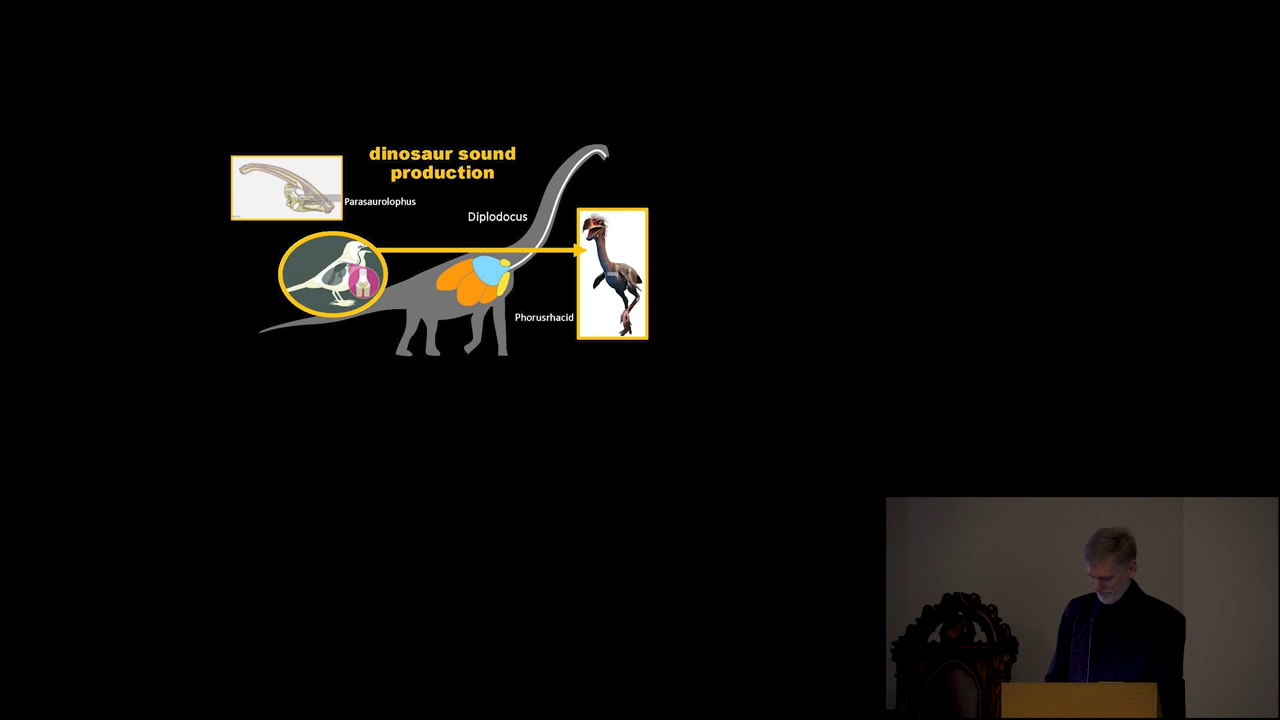 dinosaur sound
production
Parasaurolophus
Diplodocus
Phorusrhacid